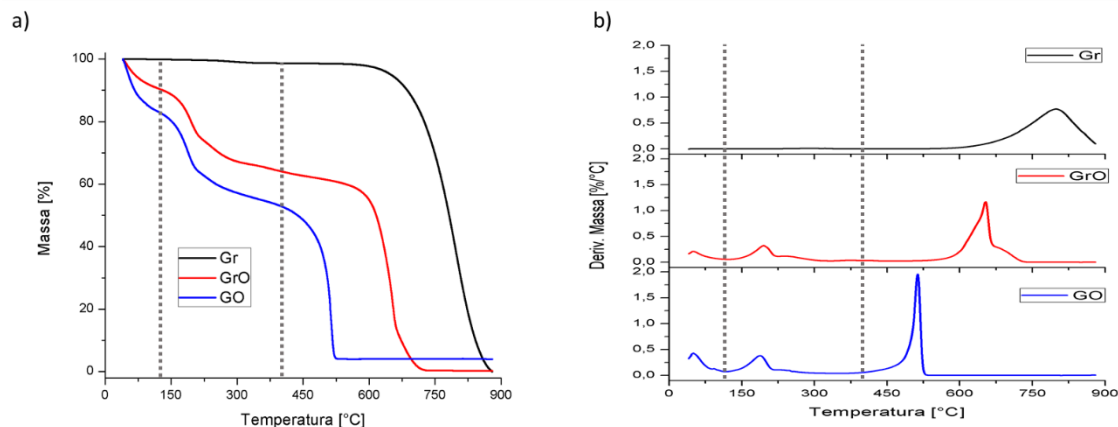 a)
b)
100
80
60
40
20
0
Massa [%]
Gr
GrO
GO
0 150 300 450 600 750 900
Temperatura [°C]
2,0
1,5
1,0
0,5
0,0
Gr
2,0
1,5
1,0
0,5
0,0
GrO
2,0
1,5
1,0
0,5
0,0
GO
Deriv. Massa [%/°C]
0 150 300 450 600 750 900
Temperatura [°C]